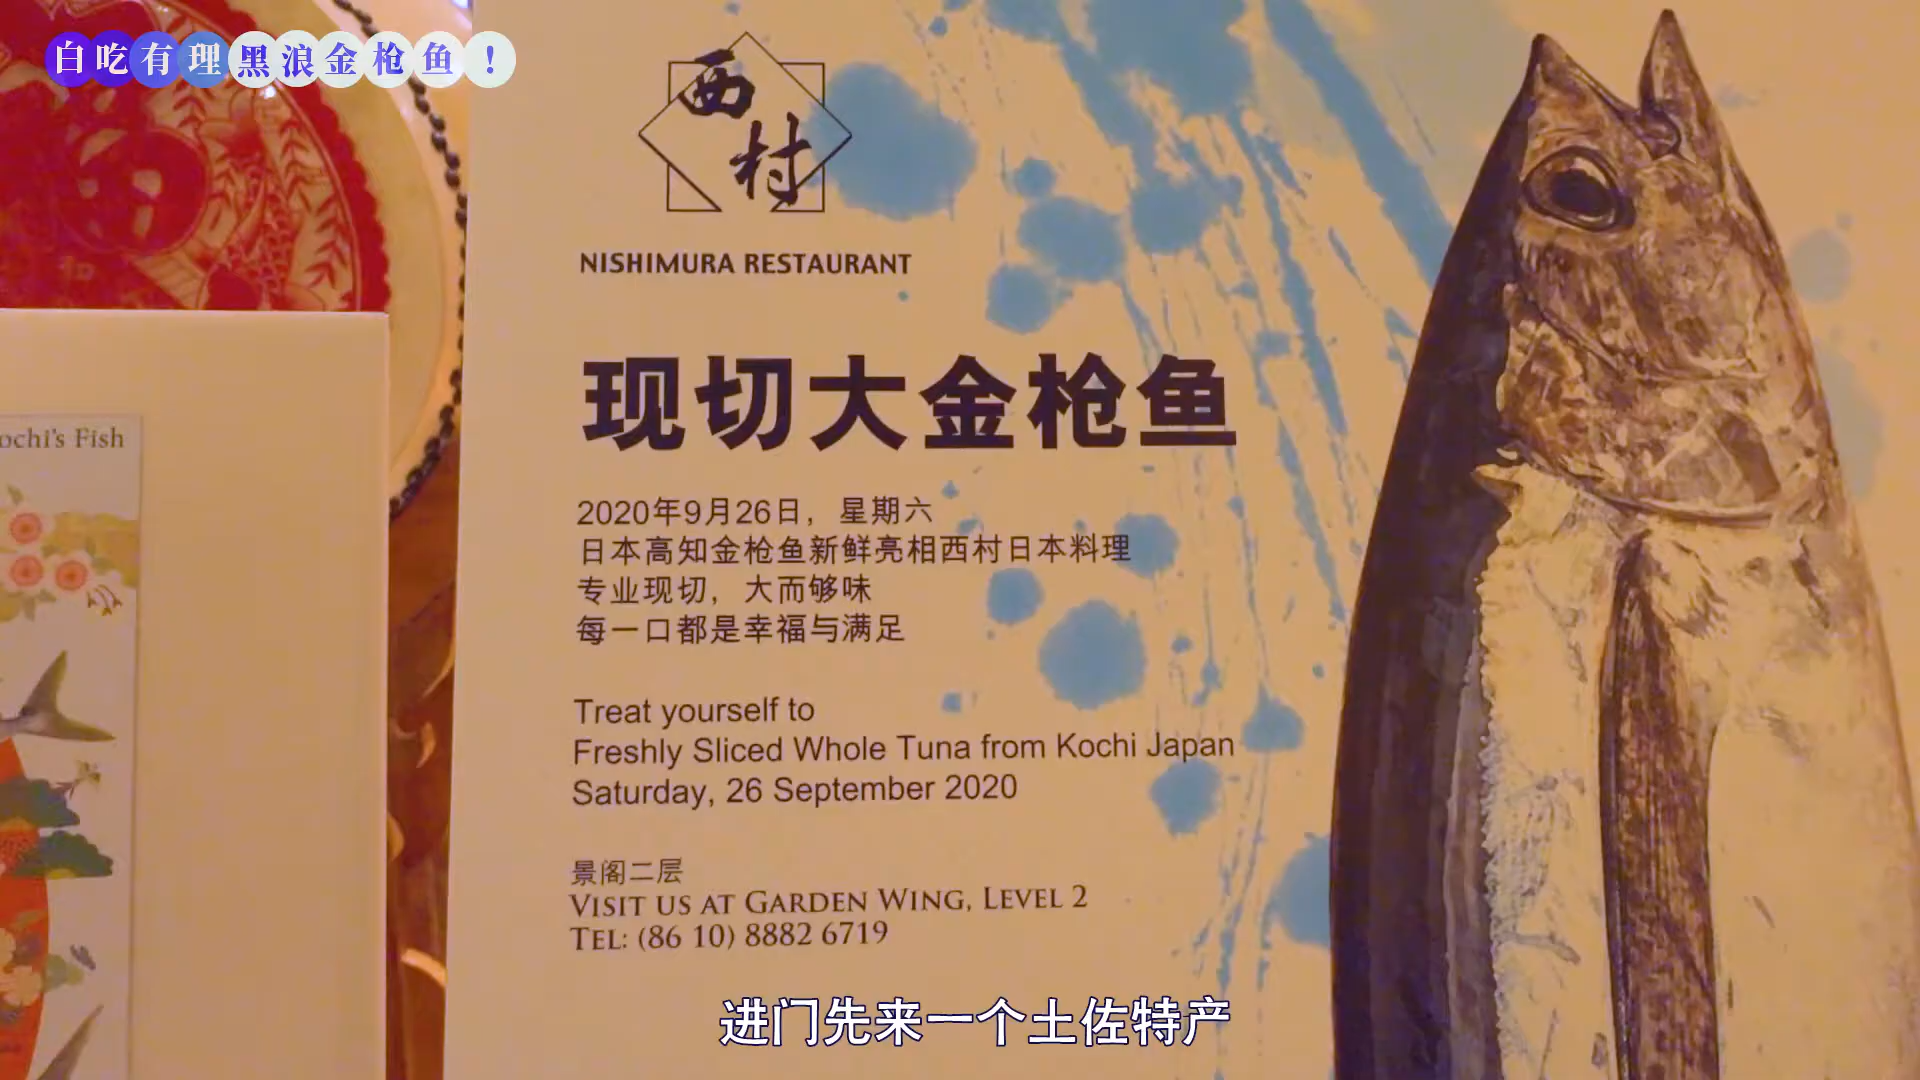 白吃有理黑浪金枪鱼！
西村
NISHIMURA RESTAURANT
现切大金枪鱼
2020年9月26日，星期六
日本高知金枪鱼新鲜亮相西村日本料理
专业现切，大而够味
每一口都是幸福与满足
Treat yourself to
Freshly Sliced Whole Tuna from Kochi Japan
Saturday, 26 September 2020
景阁二层
VISIT US AT GARDEN WING, LEVEL 2
TEL: (86 10) 8882 6719
ochi's Fish
进门先来一个土佐特产